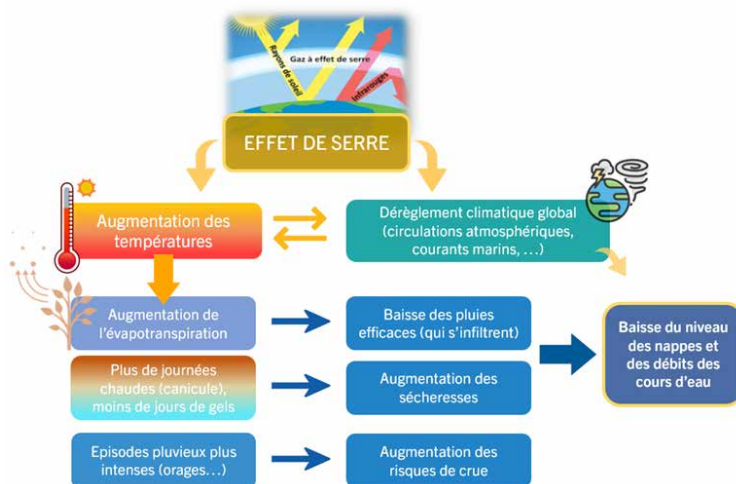 Gaz à effet de serre
Rayons de soleil
Infrarouges
EFFET DE SERRE
Augmentation des
températures
Dérèglement climatique global
(circulations atmosphériques,
courants marins, …)
Augmentation de
l'évapotranspiration
Baisse des pluies
efficaces (qui s'infiltrent)
Baisse du niveau
des nappes et
des débits des
cours d'eau
Plus de journées
chaudes (canicule),
moins de jours de gels
Augmentation des
sécheresses
Episodes pluvieux plus
intenses (orages…)
Augmentation des
risques de crue